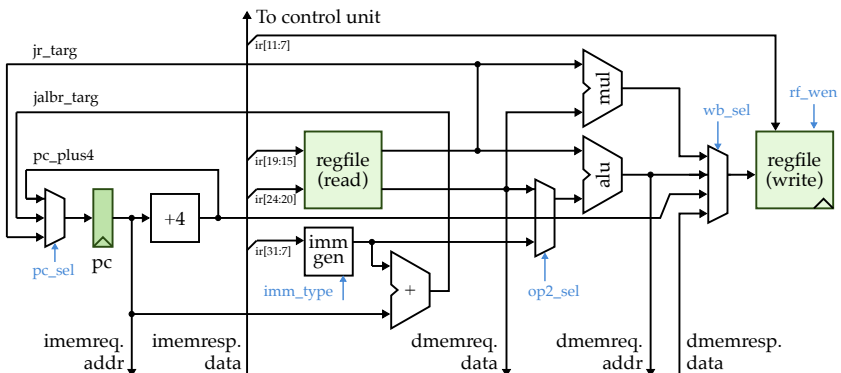 To control unit
ir[11:7]
jr_targ
mul
jalbr_targ
rf_wen
wb_sel
pc_plus4
ir[19:15]
regfile
(read)
alu
regfile
(write)
ir[24:20]
+4
imm
gen
ir[31:7]
pc
pc_sel
imm_type
+
op2_sel
imemreq.
addr
imemresp.
data
dmemreq.
data
dmemreq.
addr
dmemresp.
data